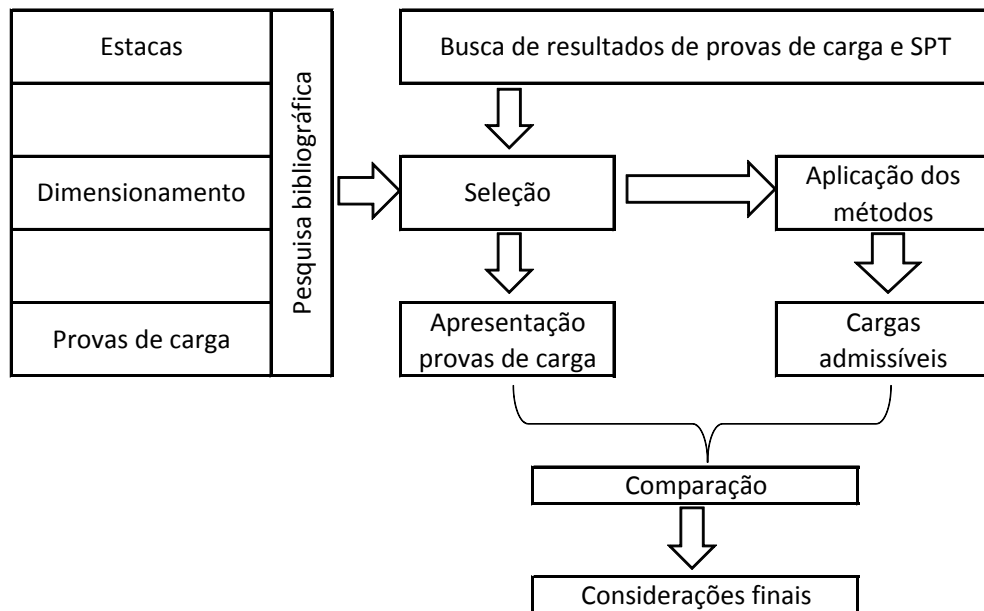 Estacas
Dimensionamento
Provas de carga
Pesquisa bibliográfica
Busca de resultados de provas de carga e SPT
Seleção
Aplicação dos
métodos
Apresentação
provas de carga
Cargas
admissíveis
Comparação
Considerações finais